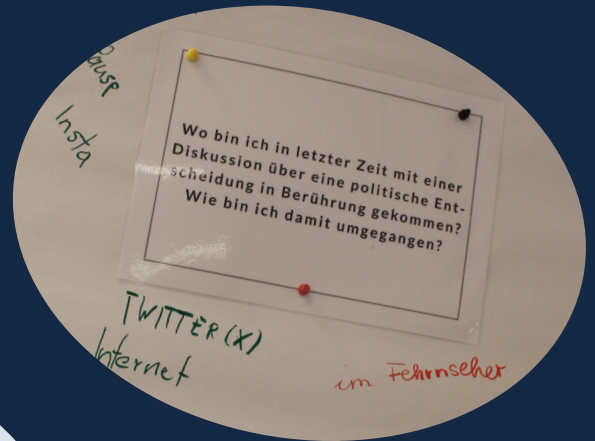 Pause
Insta
Wo bin ich in letzter Zeit mit einer
Diskussion über eine politische Ent-
scheidung in Berührung gekommen?
Wie bin ich damit umgegangen?
TWITTER (X)
Internet
im Fehrnseher